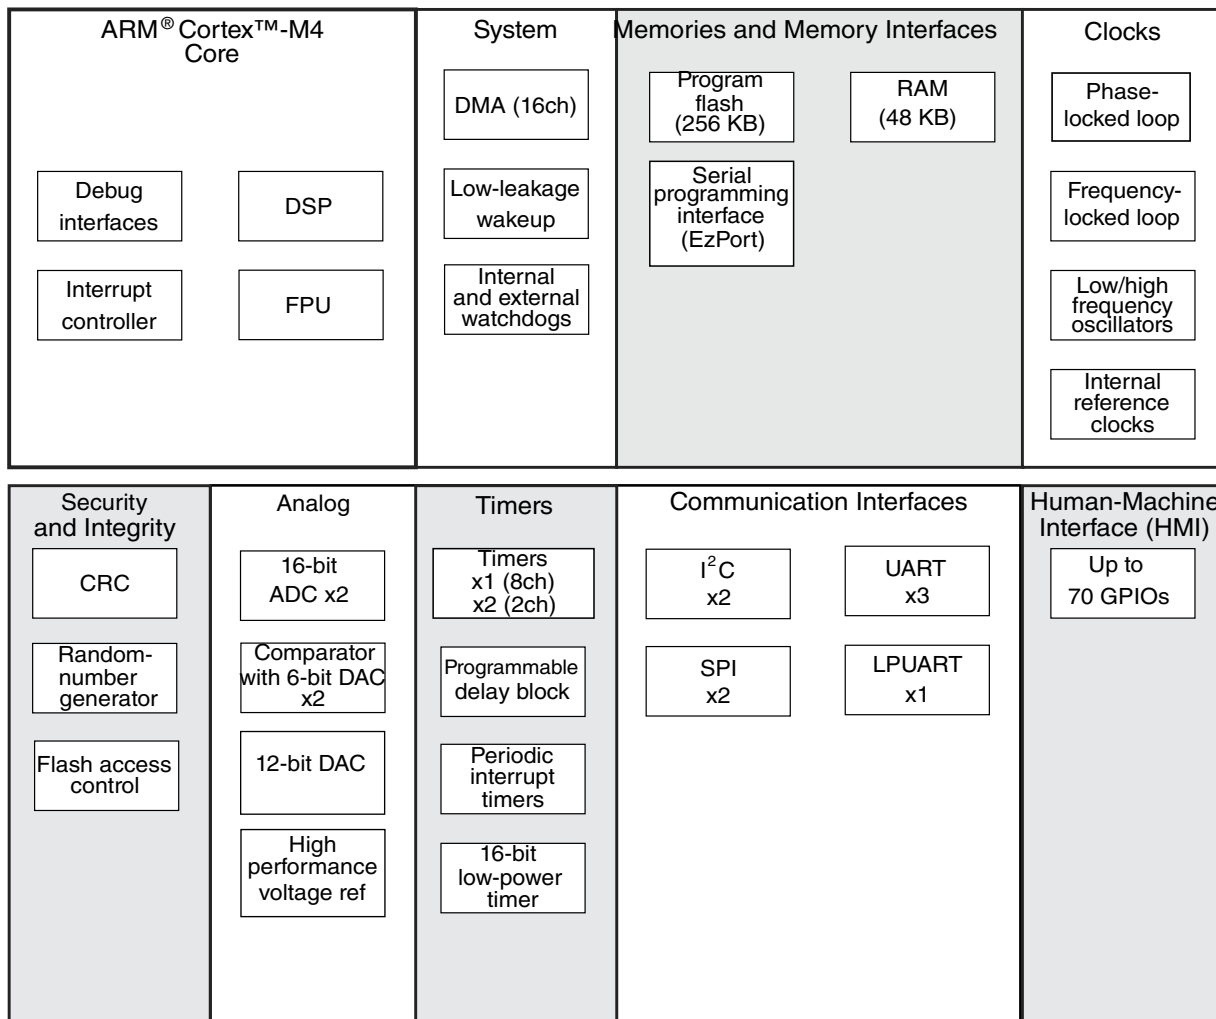 ARM® Cortex™-M4
Core
Debug
interfaces
DSP
Interrupt
controller
FPU
System
DMA (16ch)
Low-leakage
wakeup
Internal
and external
watchdogs
Memories and Memory Interfaces
Program
flash
(256 KB)
RAM
(48 KB)
Serial
programming
interface
(EzPort)
Clocks
Phase-
locked loop
Frequency-
locked loop
Low/high
frequency
oscillators
Internal
reference
clocks
Security
and Integrity
CRC
Random-
number
generator
Flash access
control
Analog
16-bit
ADC x2
Comparator
with 6-bit DAC
x2
12-bit DAC
High
performance
voltage ref
Timers
Timers
x1 (8ch)
x2 (2ch)
Programmable
delay block
Periodic
interrupt
timers
16-bit
low-power
timer
Communication Interfaces
I²C
x2
UART
x3
SPI
x2
LPUART
x1
Human-Machine
Interface (HMI)
Up to
70 GPIOs